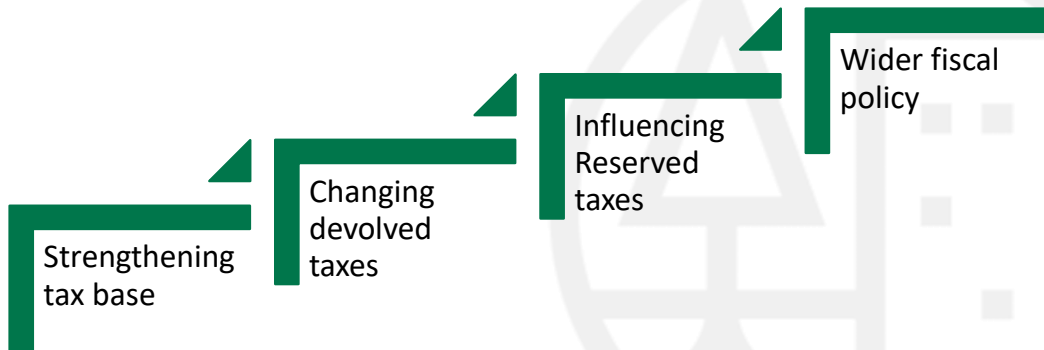 Strengthening
tax base
Changing
devolved
taxes
Influencing
Reserved
taxes
Wider fiscal
policy